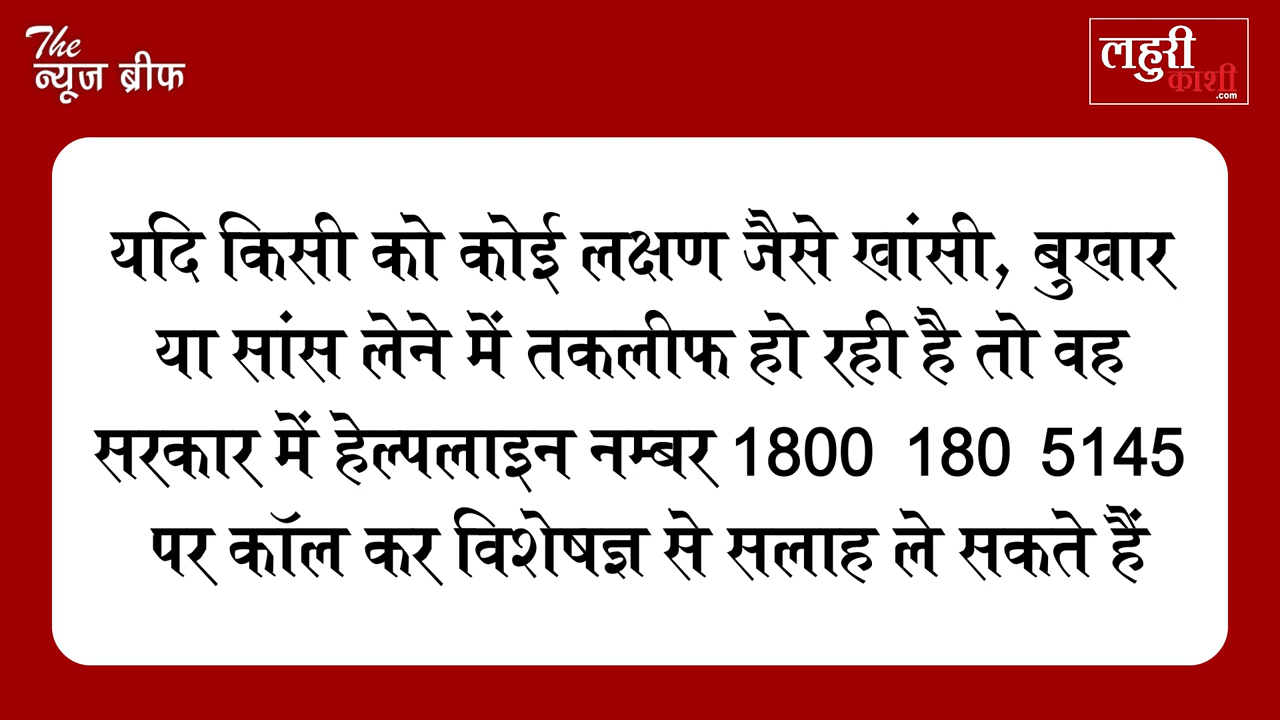 The
न्यूज ब्रीफ
लहुरी
काशी
.com
यदि किसी को कोई लक्षण जैसे खांसी, बुखार
या सांस लेने में तकलीफ हो रही है तो वह
सरकार में हेल्पलाइन नम्बर 1800 180 5145
पर कॉल कर विशेषज्ञ से सलाह ले सकते हैं